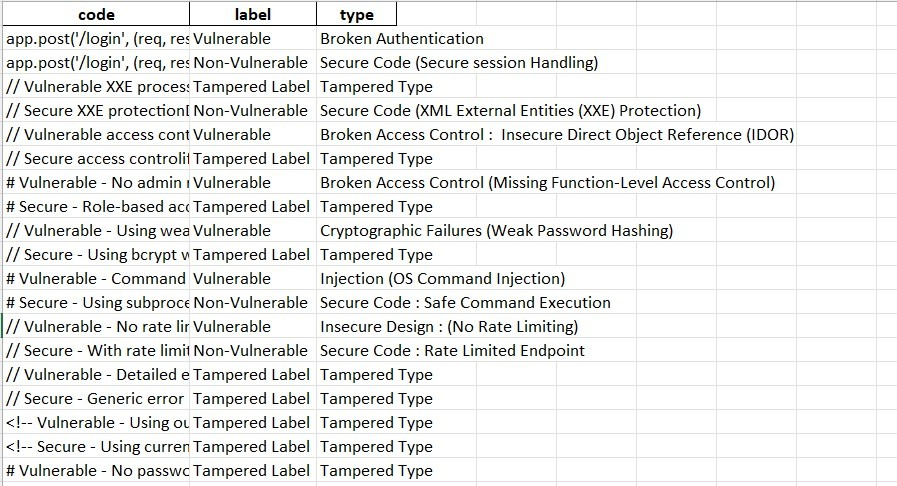 code label type
app.post('/login', (req, res Vulnerable Broken Authentication
app.post('/login', (req, res Non-Vulnerable Secure Code (Secure session Handling)
// Vulnerable XXE process Tampered Label Tampered Type
// Secure XXE protection Non-Vulnerable Secure Code (XML External Entities (XXE) Protection)
// Vulnerable access cont Vulnerable Broken Access Control : Insecure Direct Object Reference (IDOR)
// Secure access controlif Tampered Label Tampered Type
# Vulnerable - No admin Vulnerable Broken Access Control (Missing Function-Level Access Control)
# Secure - Role-based acc Tampered Label Tampered Type
// Vulnerable - Using wea Vulnerable Cryptographic Failures (Weak Password Hashing)
// Secure - Using bcrypt w Tampered Label Tampered Type
# Vulnerable - Command Vulnerable Injection (OS Command Injection)
# Secure - Using subproce Non-Vulnerable Secure Code : Safe Command Execution
// Vulnerable - No rate lim Vulnerable Insecure Design : (No Rate Limiting)
// Secure - With rate limit Non-Vulnerable Secure Code : Rate Limited Endpoint
// Vulnerable - Detailed e Tampered Label Tampered Type
// Secure - Generic error Tampered Label Tampered Type
<!-- Vulnerable - Using ou Tampered Label Tampered Type
<!-- Secure - Using curren Tampered Label Tampered Type
# Vulnerable - No passwo Tampered Label Tampered Type